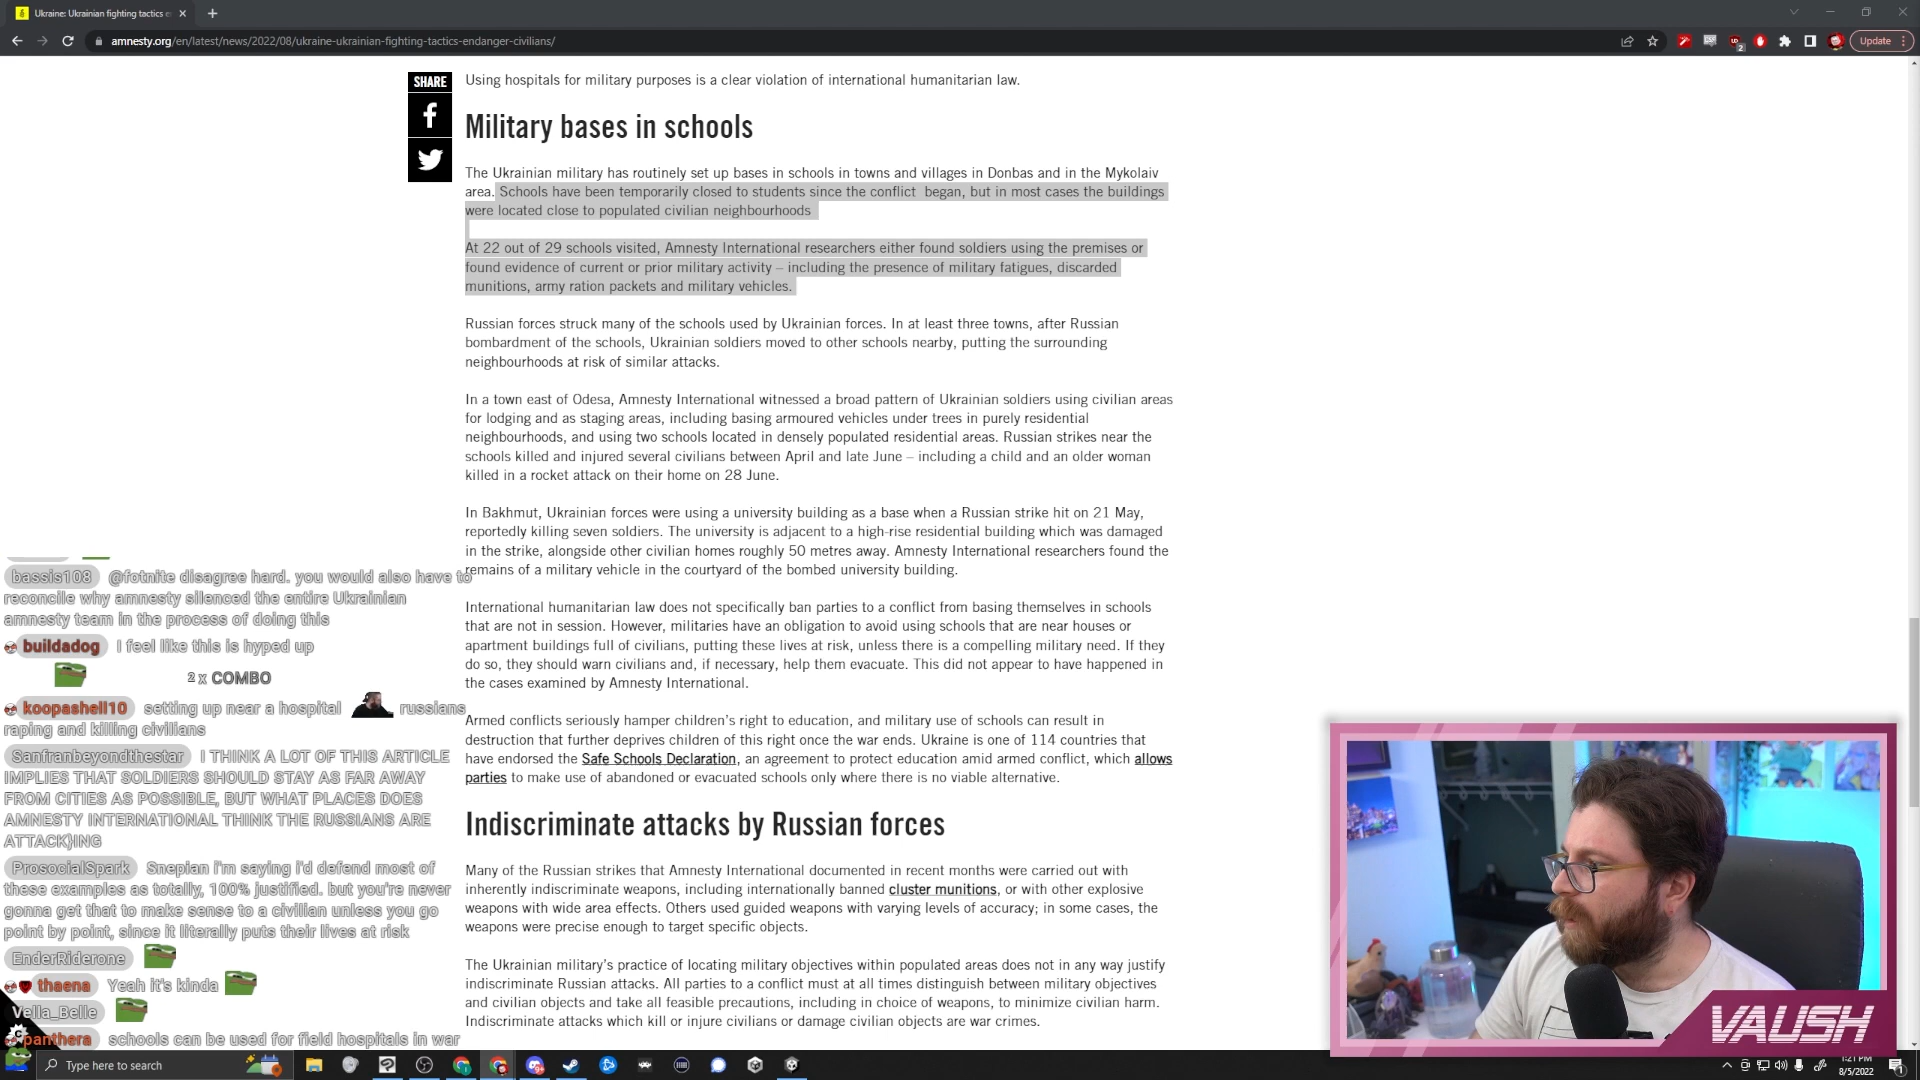 Ukraine: Ukrainian fighting tactics e
amnesty.org/en/latest/news/2022/08/ukraine-ukrainian-fighting-tactics-endanger-civilians/
Update
SHARE
Using hospitals for military purposes is a clear violation of international humanitarian law.
Military bases in schools
The Ukrainian military has routinely set up bases in schools in towns and villages in Donbas and in the Mykolaiv
area. Schools have been temporarily closed to students since the conflict began, but in most cases the buildings
were located close to populated civilian neighbourhoods
At 22 out of 29 schools visited, Amnesty International researchers either found soldiers using the premises or
found evidence of current or prior military activity – including the presence of military fatigues, discarded
munitions, army ration packets and military vehicles.
Russian forces struck many of the schools used by Ukrainian forces. In at least three towns, after Russian
bombardment of the schools, Ukrainian soldiers moved to other schools nearby, putting the surrounding
neighbourhoods at risk of similar attacks.
In a town east of Odesa, Amnesty International witnessed a broad pattern of Ukrainian soldiers using civilian areas
for lodging and as staging areas, including basing armoured vehicles under trees in purely residential
neighbourhoods, and using two schools located in densely populated residential areas. Russian strikes near the
schools killed and injured several civilians between April and late June – including a child and an older woman
killed in a rocket attack on their home on 28 June.
In Bakhmut, Ukrainian forces were using a university building as a base when a Russian strike hit on 21 May,
reportedly killing seven soldiers. The university is adjacent to a high-rise residential building which was damaged
in the strike, alongside other civilian homes roughly 50 metres away. Amnesty International researchers found the
remains of a military vehicle in the courtyard of the bombed university building.
International humanitarian law does not specifically ban parties to a conflict from basing themselves in schools
that are not in session. However, militaries have an obligation to avoid using schools that are near houses or
apartment buildings full of civilians, putting these lives at risk, unless there is a compelling military need. If they
do so, they should warn civilians and, if necessary, help them evacuate. This did not appear to have happened in
the cases examined by Amnesty International.
Armed conflicts seriously hamper children's right to education, and military use of schools can result in
destruction that further deprives children of this right once the war ends. Ukraine is one of 114 countries that
have endorsed the Safe Schools Declaration, an agreement to protect education amid armed conflict, which allows
parties to make use of abandoned or evacuated schools only where there is no viable alternative.
Indiscriminate attacks by Russian forces
Many of the Russian strikes that Amnesty International documented in recent months were carried out with
inherently indiscriminate weapons, including internationally banned cluster munitions, or with other explosive
weapons with wide area effects. Others used guided weapons with varying levels of accuracy; in some cases, the
weapons were precise enough to target specific objects.
The Ukrainian military's practice of locating military objectives within populated areas does not in any way justify
indiscriminate Russian attacks. All parties to a conflict must at all times distinguish between military objectives
and civilian objects and take all feasible precautions, including in choice of weapons, to minimize civilian harm.
Indiscriminate attacks which kill or injure civilians or damage civilian objects are war crimes.
bassis108 @fotnite disagree hard. you would also have to
reconcile why amnesty silenced the entire Ukrainian
amnesty team in the process of doing this
buildadog I feel like this is hyped up
2 x COMBO
koopashell10 setting up near a hospital russians
raping and killing civilians
Sanfranbeyondthestar I THINK A LOT OF THIS ARTICLE
IMPLIES THAT SOLDIERS SHOULD STAY AS FAR AWAY
FROM CITIES AS POSSIBLE, BUT WHAT PLACES DOES
AMNESTY INTERNATIONAL THINK THE RUSSIANS ARE
ATTACK}ING
ProsocialSpark Snepian i'm saying i'd defend most of
these examples as totally, 100% justified. but you're never
gonna get that to make sense to a civilian unless you go
point by point, since it literally puts their lives at risk
EnderRiderone
thaena Yeah it's kinda
Vella_Belle
panthera schools can be used for field hospitals in war
VAUSH
Type here to search
1:21 PM
8/5/2022